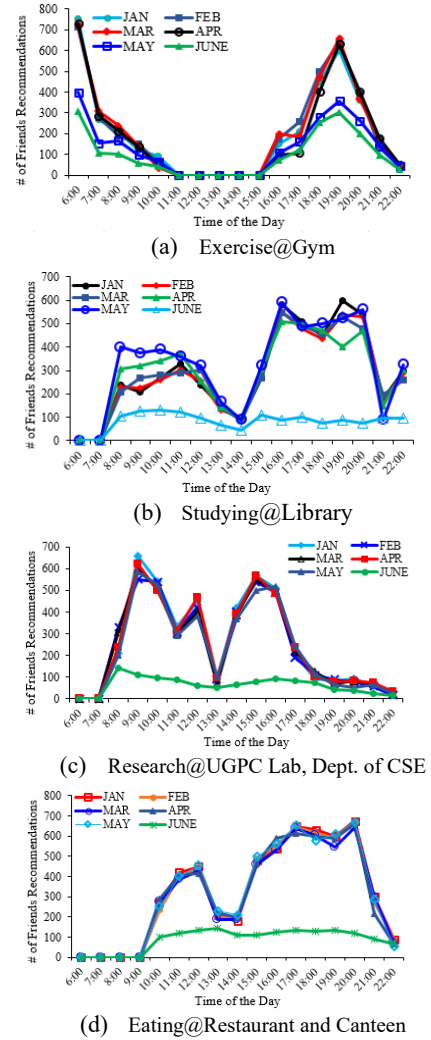 # of Friends Recommendations
800
700
600
500
400
300
200
100
0
JAN FEB
MAR APR
MAY JUNE
6:00 7:00 8:00 9:00 10:00 11:00 12:00 13:00 14:00 15:00 16:00 17:00 18:00 19:00 20:00 21:00 22:00
Time of the Day
(a) Exercise@Gym
# of Friends Recommendations
700
600
500
400
300
200
100
0
JAN FEB
MAR APR
MAY JUNE
6:00 7:00 8:00 9:00 10:00 11:00 12:00 13:00 14:00 15:00 16:00 17:00 18:00 19:00 20:00 21:00 22:00
Time of the Day
(b) Studying@Library
# of Friends Recommendations
700
600
500
400
300
200
100
0
JAN FEB
MAR APR
MAY JUNE
6:00 7:00 8:00 9:00 10:00 11:00 12:00 13:00 14:00 15:00 16:00 17:00 18:00 19:00 20:00 21:00 22:00
Time of the Day
(c) Research@UGPC Lab, Dept. of CSE
# of Friends Recommendations
800
700
600
500
400
300
200
100
0
JAN FEB
MAR APR
MAY JUNE
6:00 7:00 8:00 9:00 10:00 11:00 12:00 13:00 14:00 15:00 16:00 17:00 18:00 19:00 20:00 21:00 22:00
Time of the Day
(d) Eating@Restaurant and Canteen